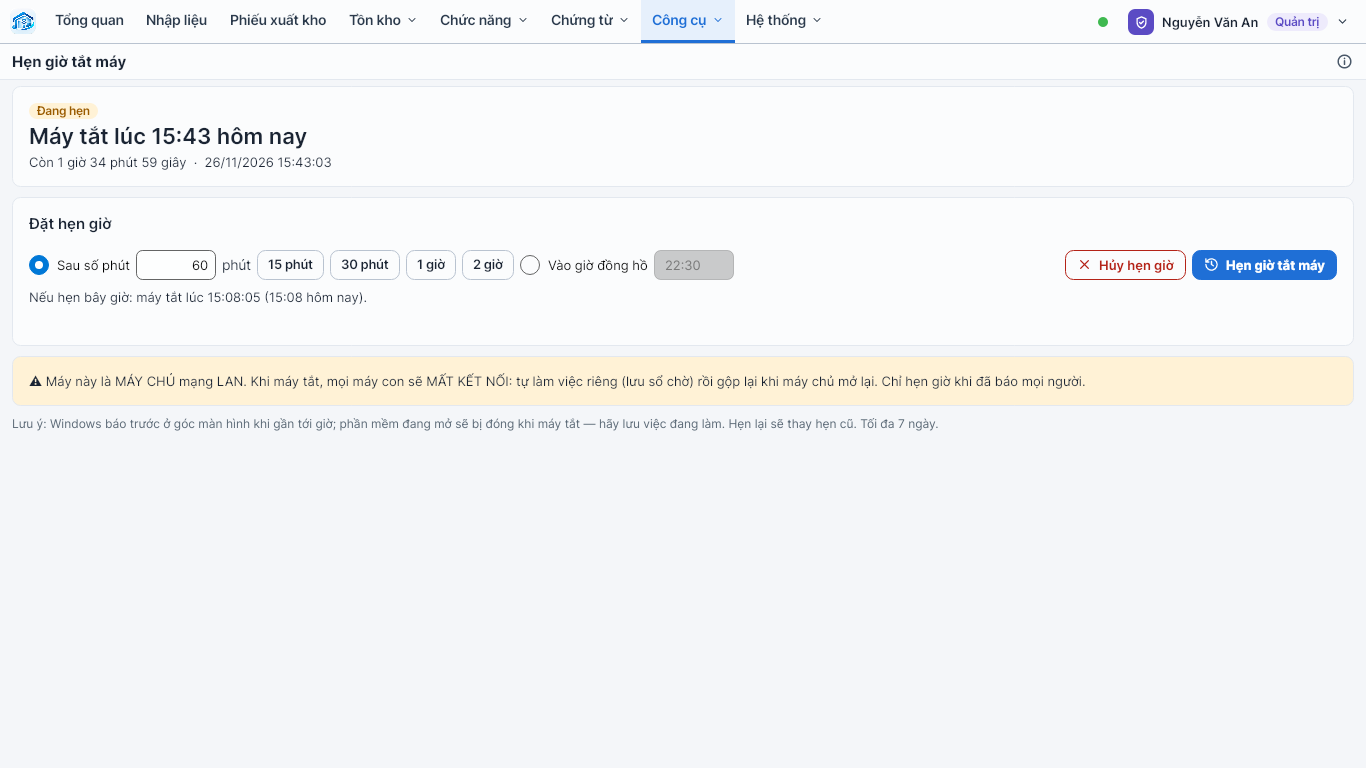 Tổng quan Nhập liệu Phiếu xuất kho Tồn kho Chức năng Chứng từ Công cụ Hệ thống Nguyễn Văn An Quản trị
Hẹn giờ tắt máy
Đang hẹn
Máy tắt lúc 15:43 hôm nay
Còn 1 giờ 34 phút 59 giây · 26/11/2026 15:43:03
Đặt hẹn giờ
Sau số phút 60 phút 15 phút 30 phút 1 giờ 2 giờ Vào giờ đồng hồ 22:30 Hủy hẹn giờ Hẹn giờ tắt máy
Nếu hẹn bây giờ: máy tắt lúc 15:08:05 (15:08 hôm nay).
⚠ Máy này là MÁY CHỦ mạng LAN. Khi máy tắt, mọi máy con sẽ MẤT KẾT NỐI: tự làm việc riêng (lưu sổ chờ) rồi gộp lại khi máy chủ mở lại. Chỉ hẹn giờ khi đã báo mọi người.
Lưu ý: Windows báo trước ở góc màn hình khi gần tới giờ; phần mềm đang mở sẽ bị đóng khi máy tắt — hãy lưu việc đang làm. Hẹn lại sẽ thay hẹn cũ. Tối đa 7 ngày.